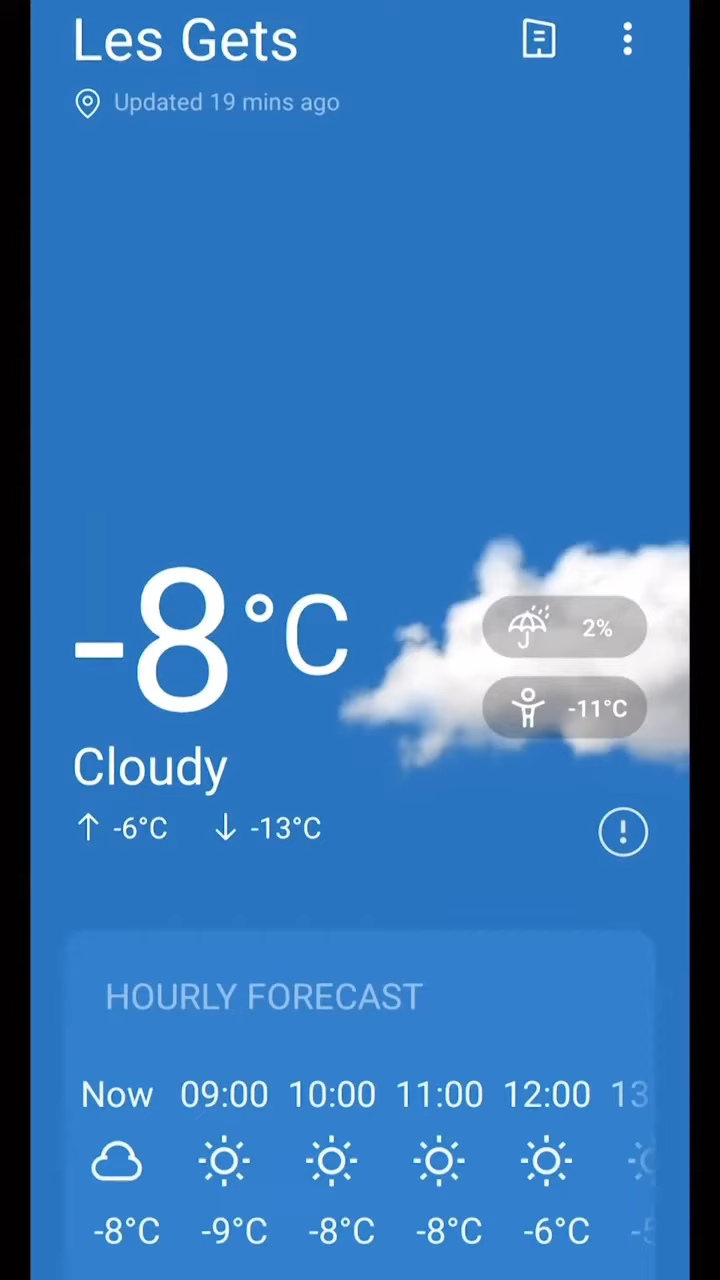 Les Gets
Updated 19 mins ago
-8°C
2%
-11°C
Cloudy
↑ -6°C ↓ -13°C
HOURLY FORECAST
Now 09:00 10:00 11:00 12:00 13
-8°C -9°C -8°C -8°C -6°C